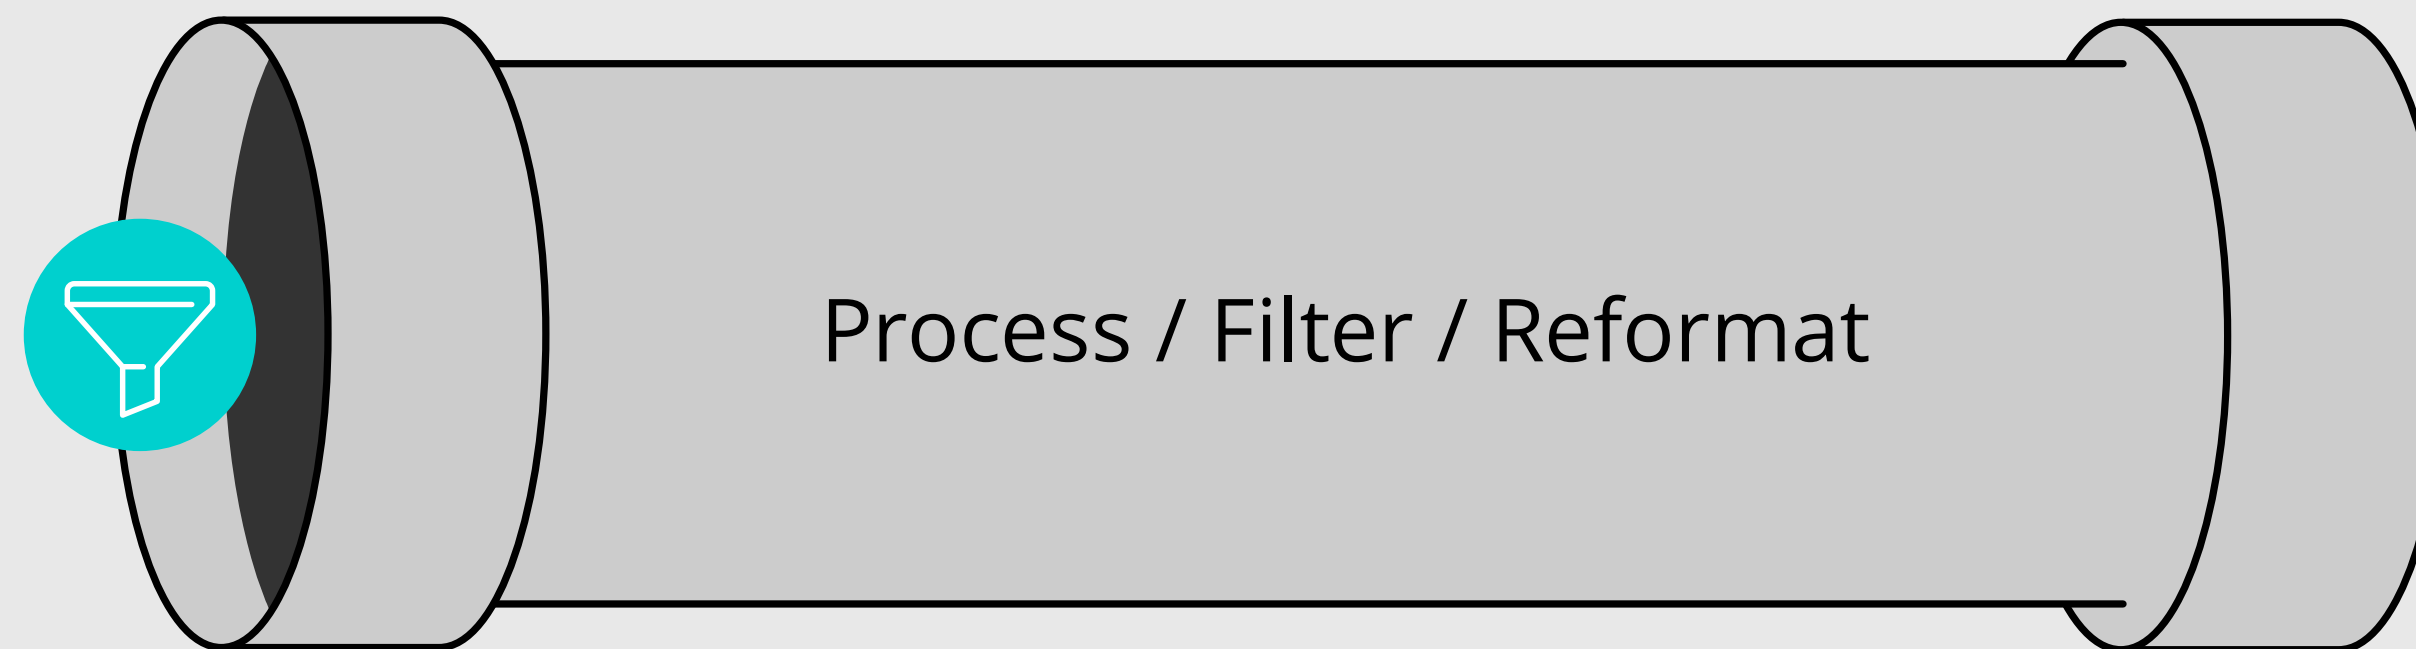 Process / Filter / Reformat